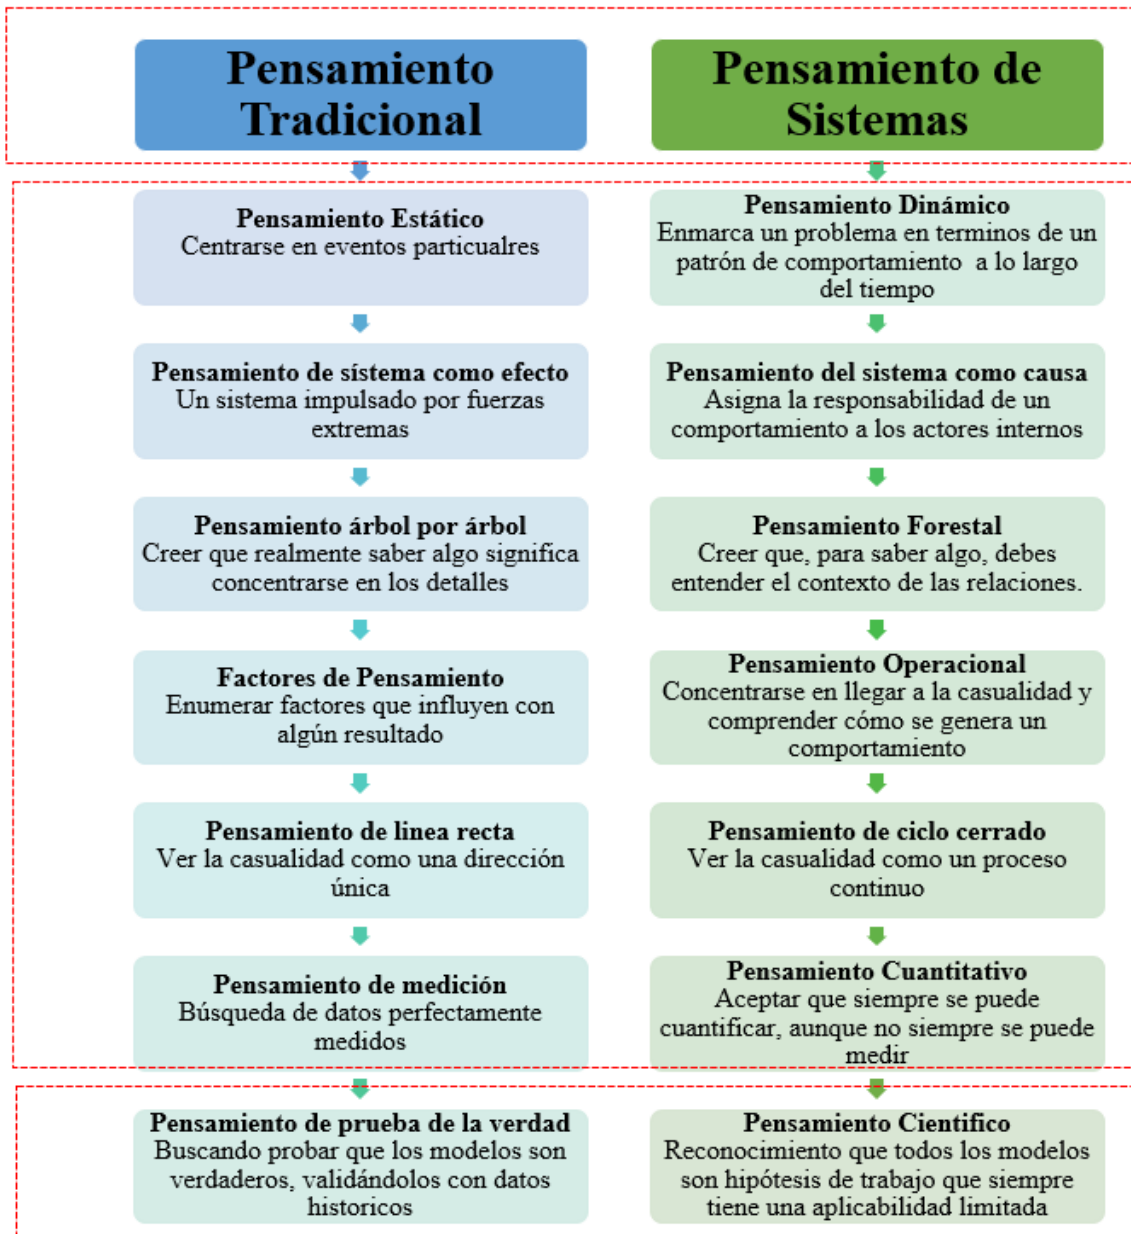 Pensamiento
Tradicional
Pensamiento Estático
Centrarse en eventos particualres
Pensamiento de sístema como efecto
Un sistema impulsado por fuerzas
extremas
Pensamiento árbol por árbol
Creer que realmente saber algo significa
concentrarse en los detalles
Factores de Pensamiento
Enumerar factores que influyen con
algún resultado
Pensamiento de linea recta
Ver la casualidad como una dirección
única
Pensamiento de medición
Búsqueda de datos perfectamente
medidos
Pensamiento de prueba de la verdad
Buscando probar que los modelos son
verdaderos, validándolos con datos
historicos
Pensamiento de
Sistemas
Pensamiento Dinámico
Enmarca un problema en terminos de un
patrón de comportamiento a lo largo
del tiempo
Pensamiento del sistema como causa
Asigna la responsabilidad de un
comportamiento a los actores internos
Pensamiento Forestal
Creer que, para saber algo, debes
entender el contexto de las relaciones.
Pensamiento Operacional
Concentrarse en llegar a la casualidad y
comprender cómo se genera un
comportamiento
Pensamiento de ciclo cerrado
Ver la casualidad como un proceso
continuo
Pensamiento Cuantitativo
Aceptar que siempre se puede
cuantificar, aunque no siempre se puede
medir
Pensamiento Cientifico
Reconocimiento que todos los modelos
son hipótesis de trabajo que siempre
tiene una aplicabilidad limitada